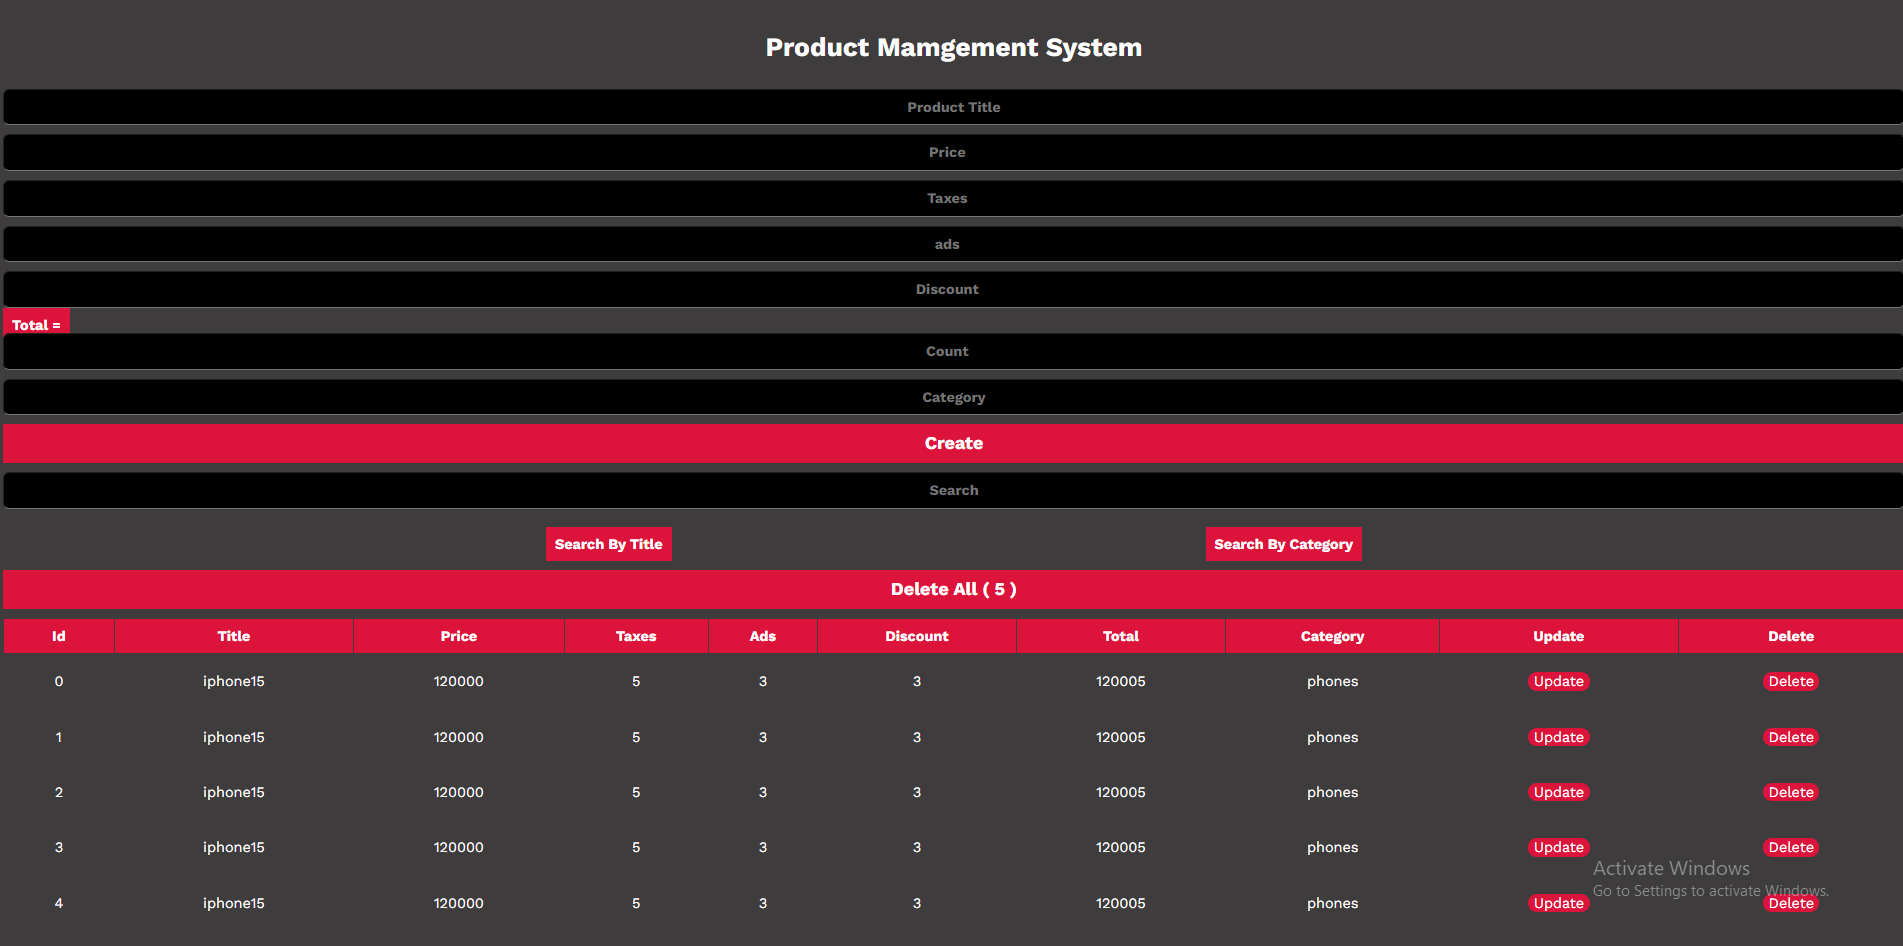 Product Mamgement System
Product Title
Price
Taxes
ads
Discount
Total =
Count
Category
Create
Search
Search By Title Search By Category
Delete All ( 5 )
Id Title Price Taxes Ads Discount Total Category Update Delete
0 iphone15 120000 5 3 3 120005 phones Update Delete
1 iphone15 120000 5 3 3 120005 phones Update Delete
2 iphone15 120000 5 3 3 120005 phones Update Delete
3 iphone15 120000 5 3 3 120005 phones Update Delete
Activate Windows
Go to Settings to activate Windows.
4 iphone15 120000 5 3 3 120005 phones Update Delete